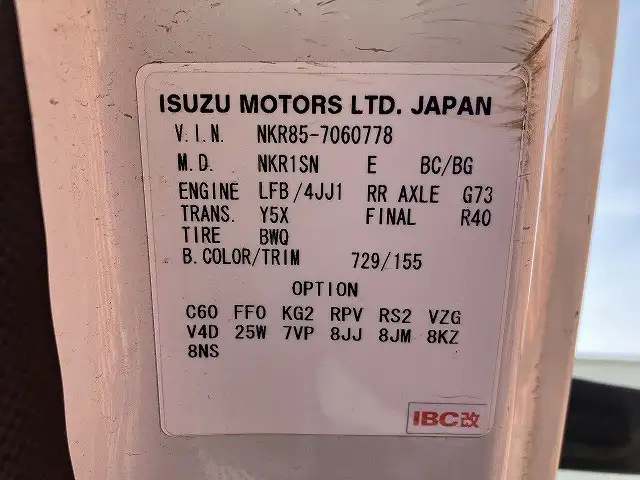 ISUZU MOTORS LTD. JAPAN
V.I.N. NKR85-7060778
M.D. NKR1SN E BC/BG
ENGINE LFB/4JJ1 RR AXLE G73
TRANS. Y5X FINAL R40
TIRE BWQ
B.COLOR/TRIM 729/155
OPTION
C60 FF0 KG2 RPV RS2 VZG
V4D 25W 7VP 8JJ 8JM 8KZ
8NS
IBC改